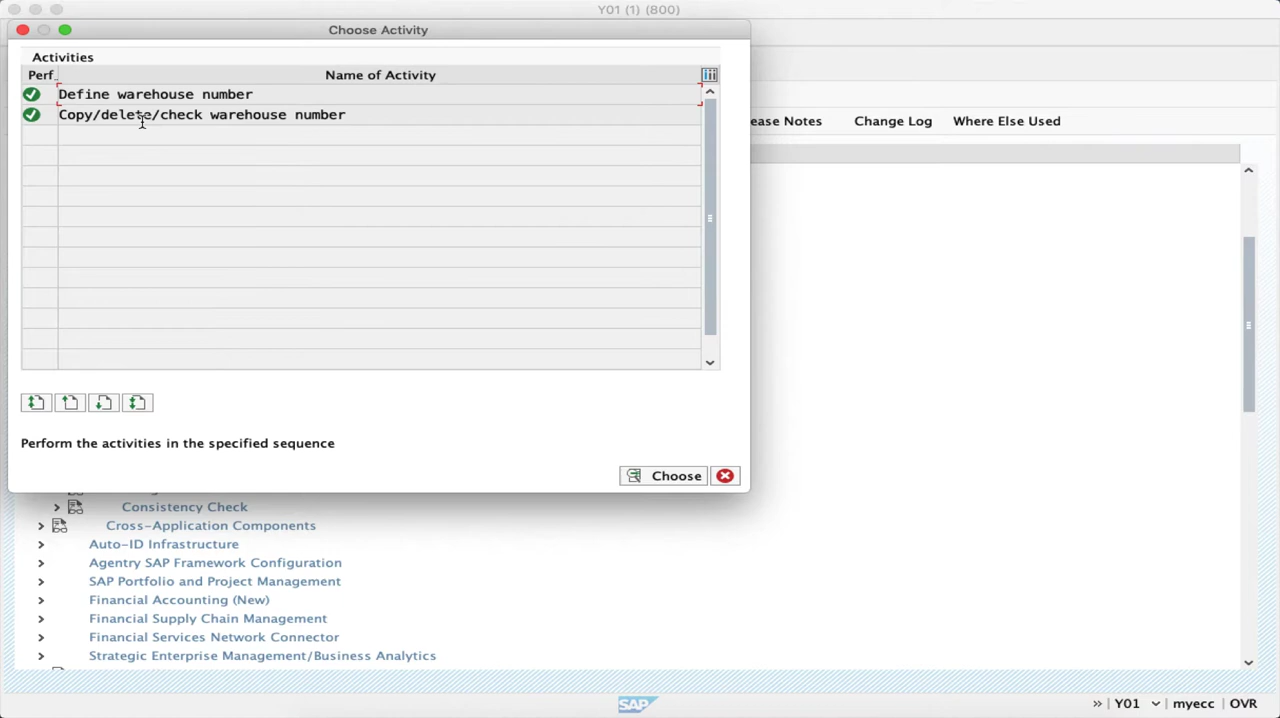 Y01 (1) (800)
Choose Activity
Activities
Perf_ Name of Activity
Define warehouse number
Copy/delete/check warehouse number
ease Notes Change Log Where Else Used
Perform the activities in the specified sequence
Choose
Consistency Check
Cross-Application Components
Auto-ID Infrastructure
Agentry SAP Framework Configuration
SAP Portfolio and Project Management
Financial Accounting (New)
Financial Supply Chain Management
Financial Services Network Connector
Strategic Enterprise Management/Business Analytics
SAP
» Y01 myecc OVR